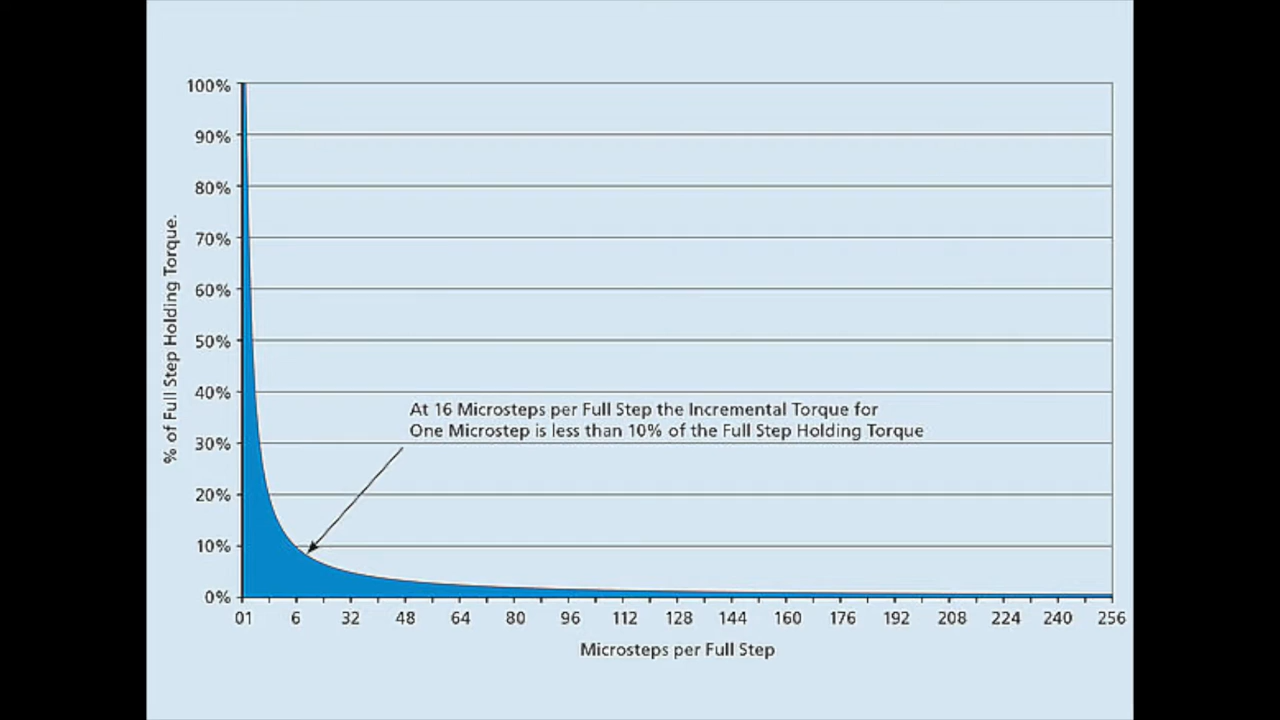 100%
90%
80%
70%
60%
50%
40%
30%
20%
10%
0%
% of Full Step Holding Torque.
At 16 Microsteps per Full Step the Incremental Torque for
One Microstep is less than 10% of the Full Step Holding Torque
01 6 32 48 64 80 96 112 128 144 160 176 192 208 224 240 256
Microsteps per Full Step